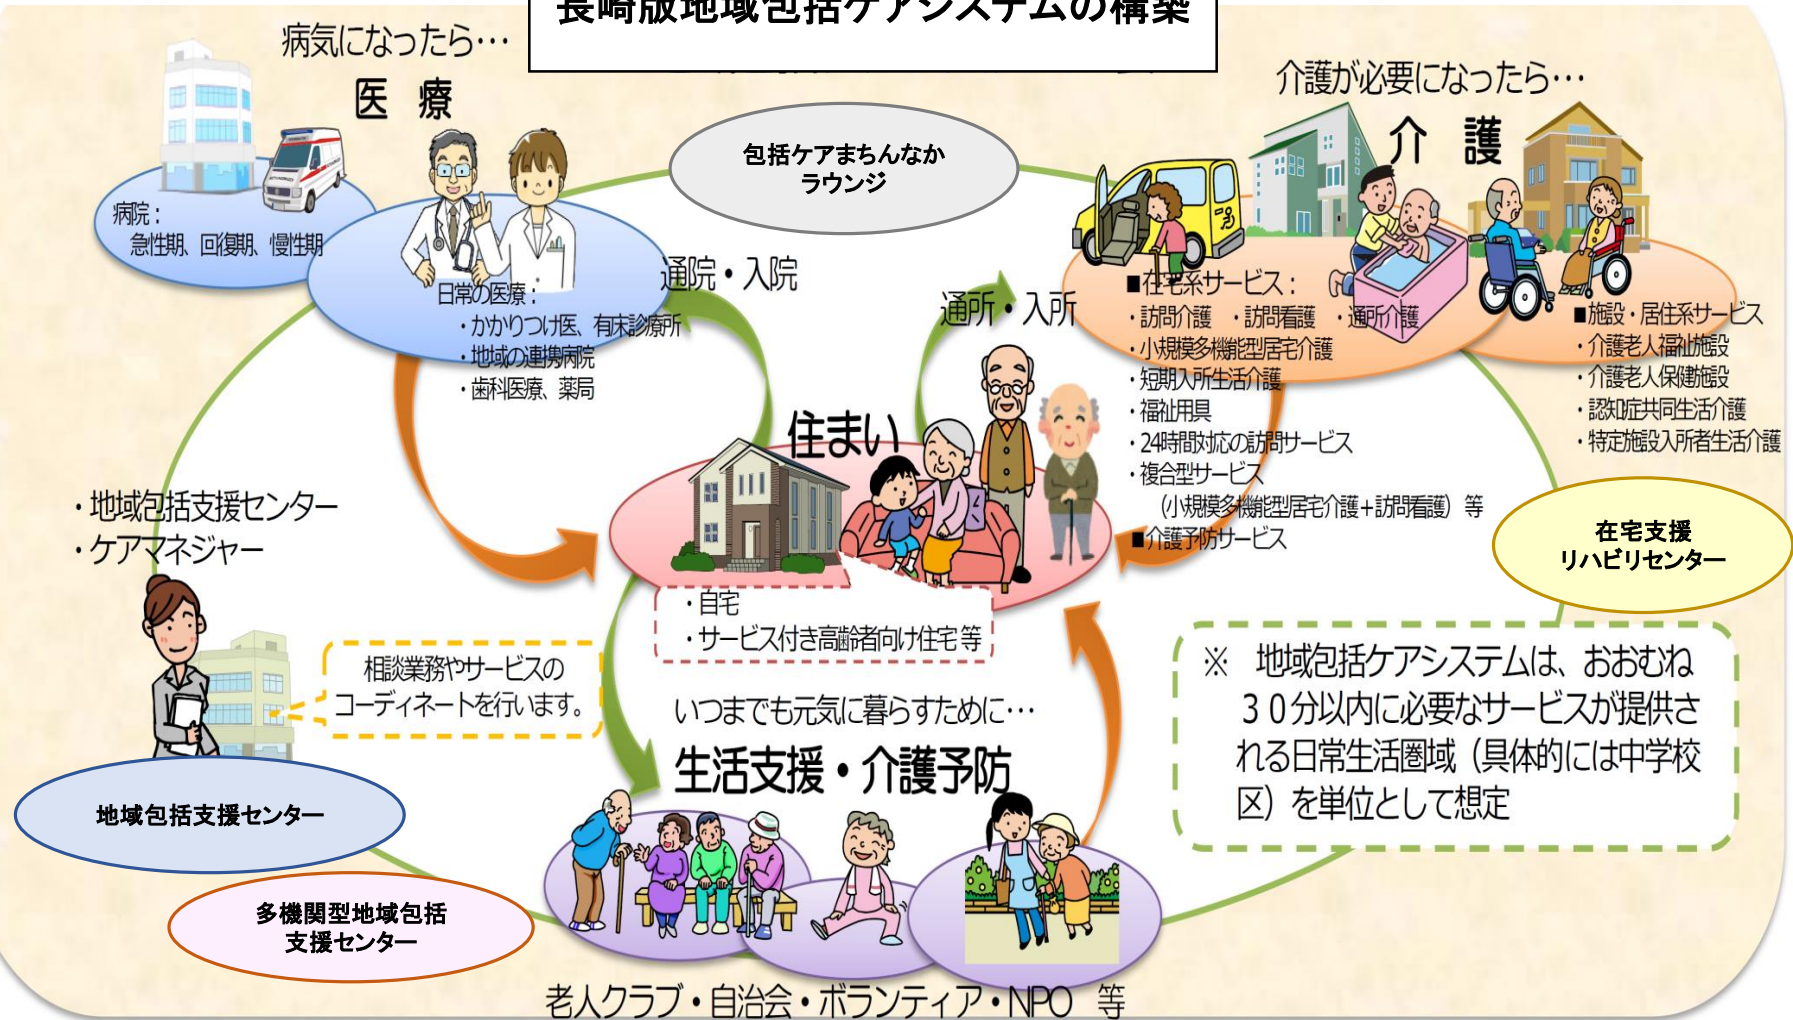 長崎版地域包括ケアシステムの構築
病気になったら…
医 療
病院：
急性期、回復期、慢性期
日常の医療：
・かかりつけ医、有床診療所
・地域の連携病院
・歯科医療、薬局
通院・入院
包括ケアまちんなか
ラウンジ
通所・入所
介護が必要になったら…
介 護
■在宅系サービス：
・訪問介護 ・訪問看護 ・通所介護
・小規模多機能型居宅介護
・短期入所生活介護
・福祉用具
・24時間対応の訪問サービス
・複合型サービス
（小規模多機能型居宅介護＋訪問看護）等
■介護予防サービス
■施設・居住系サービス
・介護老人福祉施設
・介護老人保健施設
・認知症共同生活介護
・特定施設入所者生活介護
住まい
・自宅
・サービス付き高齢者向け住宅等
・地域包括支援センター
・ケアマネジャー
相談業務やサービスの
コーディネートを行います。
地域包括支援センター
多機関型地域包括
支援センター
在宅支援
リハビリセンター
いつまでも元気に暮らすために…
生活支援・介護予防
老人クラブ・自治会・ボランティア・NPO 等
※ 地域包括ケアシステムは、おおむね
３０分以内に必要なサービスが提供さ
れる日常生活圏域（具体的には中学校
区）を単位として想定